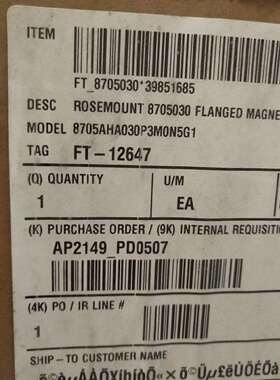 ITEM
FT_8705030*39851685
DESC ROSEMOUNT 8705030 FLANGED MAGNE
MODEL 8705AHA030P3M0N5G1
TAG FT-12647
(Q) QUANTITY U/M
1 EA
(K) PURCHASE ORDER / (9K) INTERNAL REQUISITI
AP2149_PD0507
(4K) PO / IR LINE #
1
SHIP-TO CUSTOMER NAME